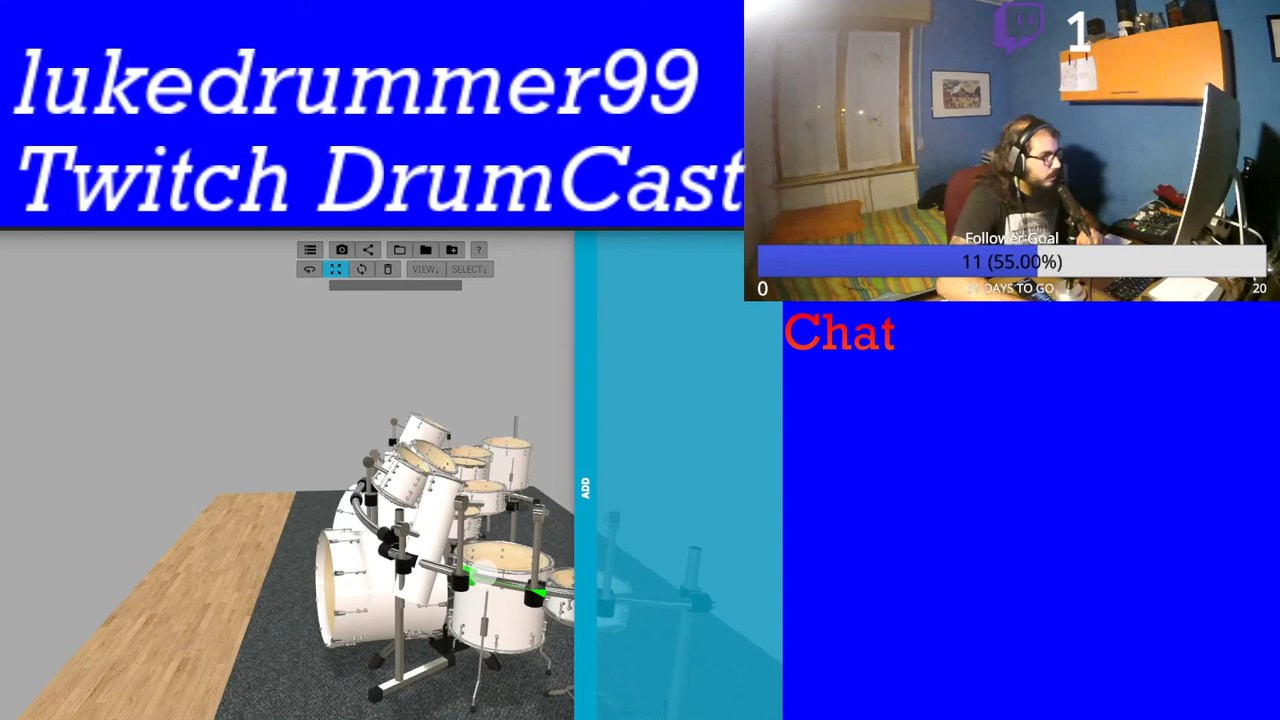 lukedrummer99
Twitch DrumCast
1
Follower Goal
11 (55.00%)
0
DAYS TO GO
20
?
VIEW↓
SELECT↓
Chat
ADD